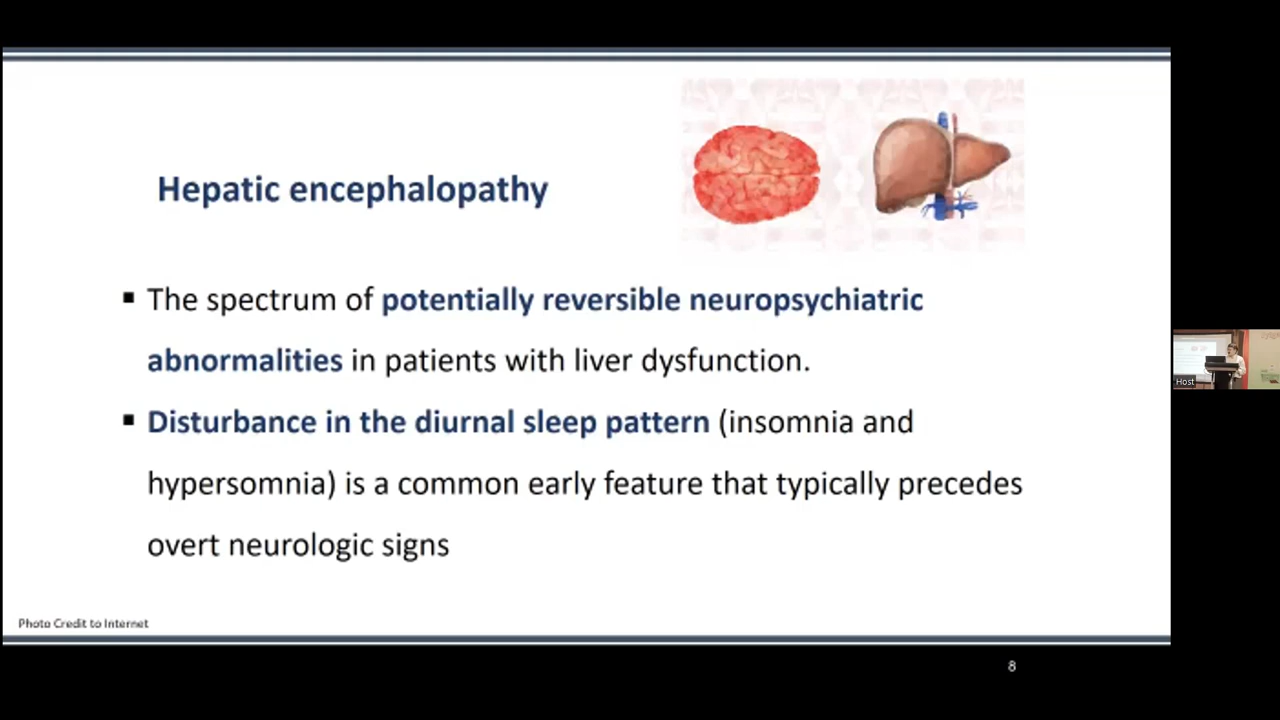 Hepatic encephalopathy
▪ The spectrum of potentially reversible neuropsychiatric
abnormalities in patients with liver dysfunction.
▪ Disturbance in the diurnal sleep pattern (insomnia and
hypersomnia) is a common early feature that typically precedes
overt neurologic signs
Photo Credit to Internet
8
Host